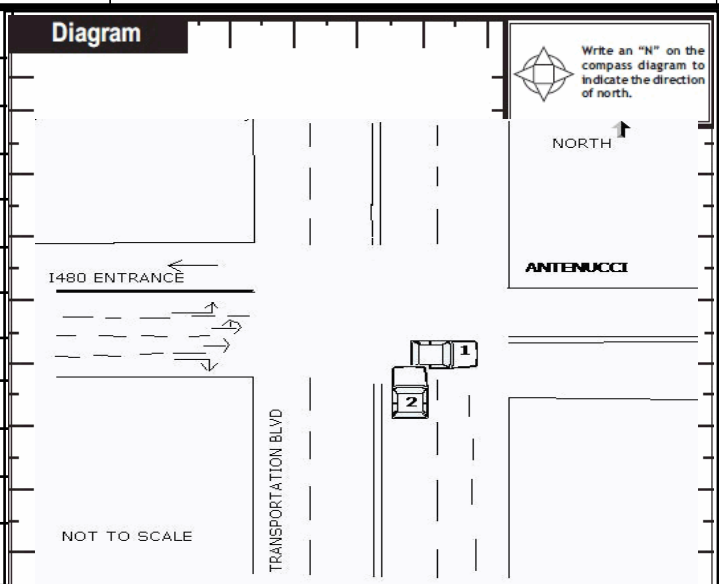 Diagram
Write an “N” on the
compass diagram to
indicate the direction
of north.
NORTH
I480 ENTRANCE
ANTENUCCI
1
2
TRANSPORTATION BLVD
NOT TO SCALE